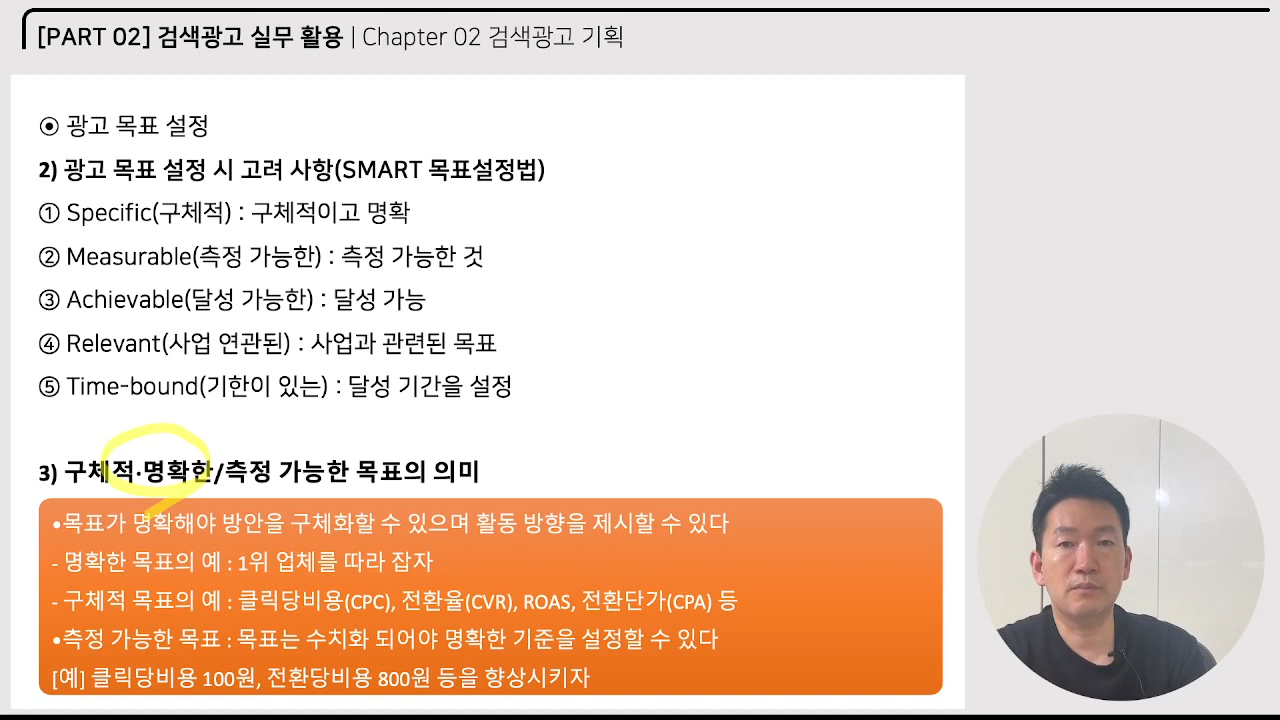 [PART 02] 검색광고 실무 활용 | Chapter 02 검색광고 기획
⦿ 광고 목표 설정
2) 광고 목표 설정 시 고려 사항(SMART 목표설정법)
① Specific(구체적) : 구체적이고 명확
② Measurable(측정 가능한) : 측정 가능한 것
③ Achievable(달성 가능한) : 달성 가능
④ Relevant(사업 연관된) : 사업과 관련된 목표
⑤ Time-bound(기한이 있는) : 달성 기간을 설정
3) 구체적·명확한/측정 가능한 목표의 의미
•목표가 명확해야 방안을 구체화할 수 있으며 활동 방향을 제시할 수 있다
- 명확한 목표의 예 : 1위 업체를 따라 잡자
- 구체적 목표의 예 : 클릭당비용(CPC), 전환율(CVR), ROAS, 전환단가(CPA) 등
•측정 가능한 목표 : 목표는 수치화 되어야 명확한 기준을 설정할 수 있다
[예] 클릭당비용 100원, 전환당비용 800원 등을 향상시키자